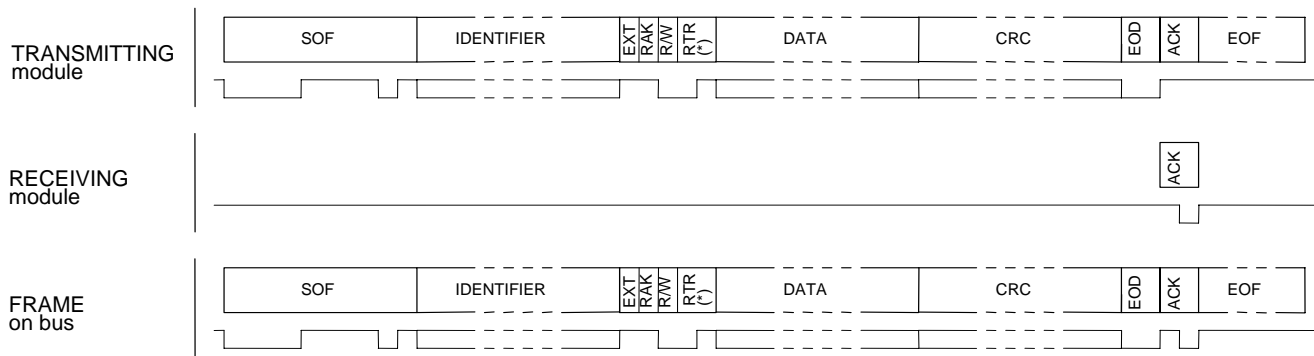 TRANSMITTING
module
SOF
IDENTIFIER
EXT
RAK
R/W
RTR
(*)
DATA
CRC
EOD
ACK
EOF
RECEIVING
module
ACK
FRAME
on bus
SOF
IDENTIFIER
EXT
RAK
R/W
RTR
(*)
DATA
CRC
EOD
ACK
EOF